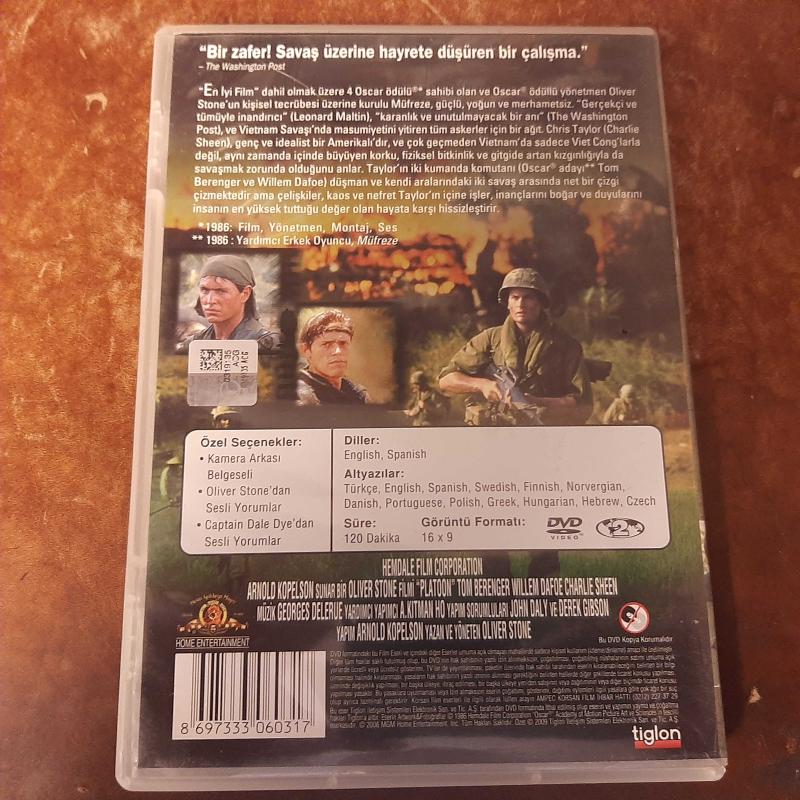 “Bir zafer! Savaş üzerine hayrete düşüren bir çalışma.”
– The Washington Post
“En İyi Film” dahil olmak üzere 4 Oscar ödülü®* sahibi olan ve Oscar® ödüllü yönetmen Oliver
Stone'un kişisel tecrübesi üzerine kurulu Müfreze, güçlü, yoğun ve merhametsiz. “Gerçekçi ve
tümüyle inandırıcı” (Leonard Maltin), “karanlık ve unutulmayacak bir anı” (The Washington
Post), ve Vietnam Savaşı'nda masumiyetini yitiren tüm askerler için bir ağıt. Chris Taylor (Charlie
Sheen), genç ve idealist bir Amerikalı'dır, ve çok geçmeden Vietnam'da sadece Viet Cong'larla
değil, aynı zamanda içinde büyüyen korku, fiziksel bitkinlik ve gitgide artan kızgınlığıyla da
savaşmak zorunda olduğunu anlar. Taylor'ın iki kumanda komutanı (Oscar® adayı** Tom
Berenger ve Willem Dafoe) düşman ve kendi aralarındaki iki savaş arasında net bir çizgi
çizmektedir ama çelişkiler, kaos ve nefret Taylor'ın içine işler, inançlarını boğar ve duyularını
insanın en yüksek tuttuğu değer olan hayata karşı hissizleştirir.
*1986: Film, Yönetmen, Montaj, Ses
** 1986 : Yardımcı Erkek Oyuncu, Müfreze
Özel Seçenekler:
• Kamera Arkası
Belgeseli
• Oliver Stone'dan
Sesli Yorumlar
• Captain Dale Dye'dan
Sesli Yorumlar
Diller:
English, Spanish
Altyazılar:
Türkçe, English, Spanish, Swedish, Finnish, Norvergian,
Danish, Portuguese, Polish, Greek, Hungarian, Hebrew, Czech
Süre:
120 Dakika
Görüntü Formatı:
16 x 9
DVD
VIDEO
2
HEMDALE FILM CORPORATION
ARNOLD KOPELSON SUNAR BİR OLIVER STONE FİLMİ “PLATOON” TOM BERENGER WILLEM DAFOE CHARLIE SHEEN
MÜZİK GEORGES DELERUE YARDIMCI YAPIMCI A. KITMAN HO YAPIM SORUMLULARI JOHN DALY VE DEREK GIBSON
YAPIM ARNOLD KOPELSON YAZAN VE YÖNETEN OLIVER STONE
HOME ENTERTAINMENT
Bu DVD Kopya Korumalıdır
8 697333 060317
tiglon